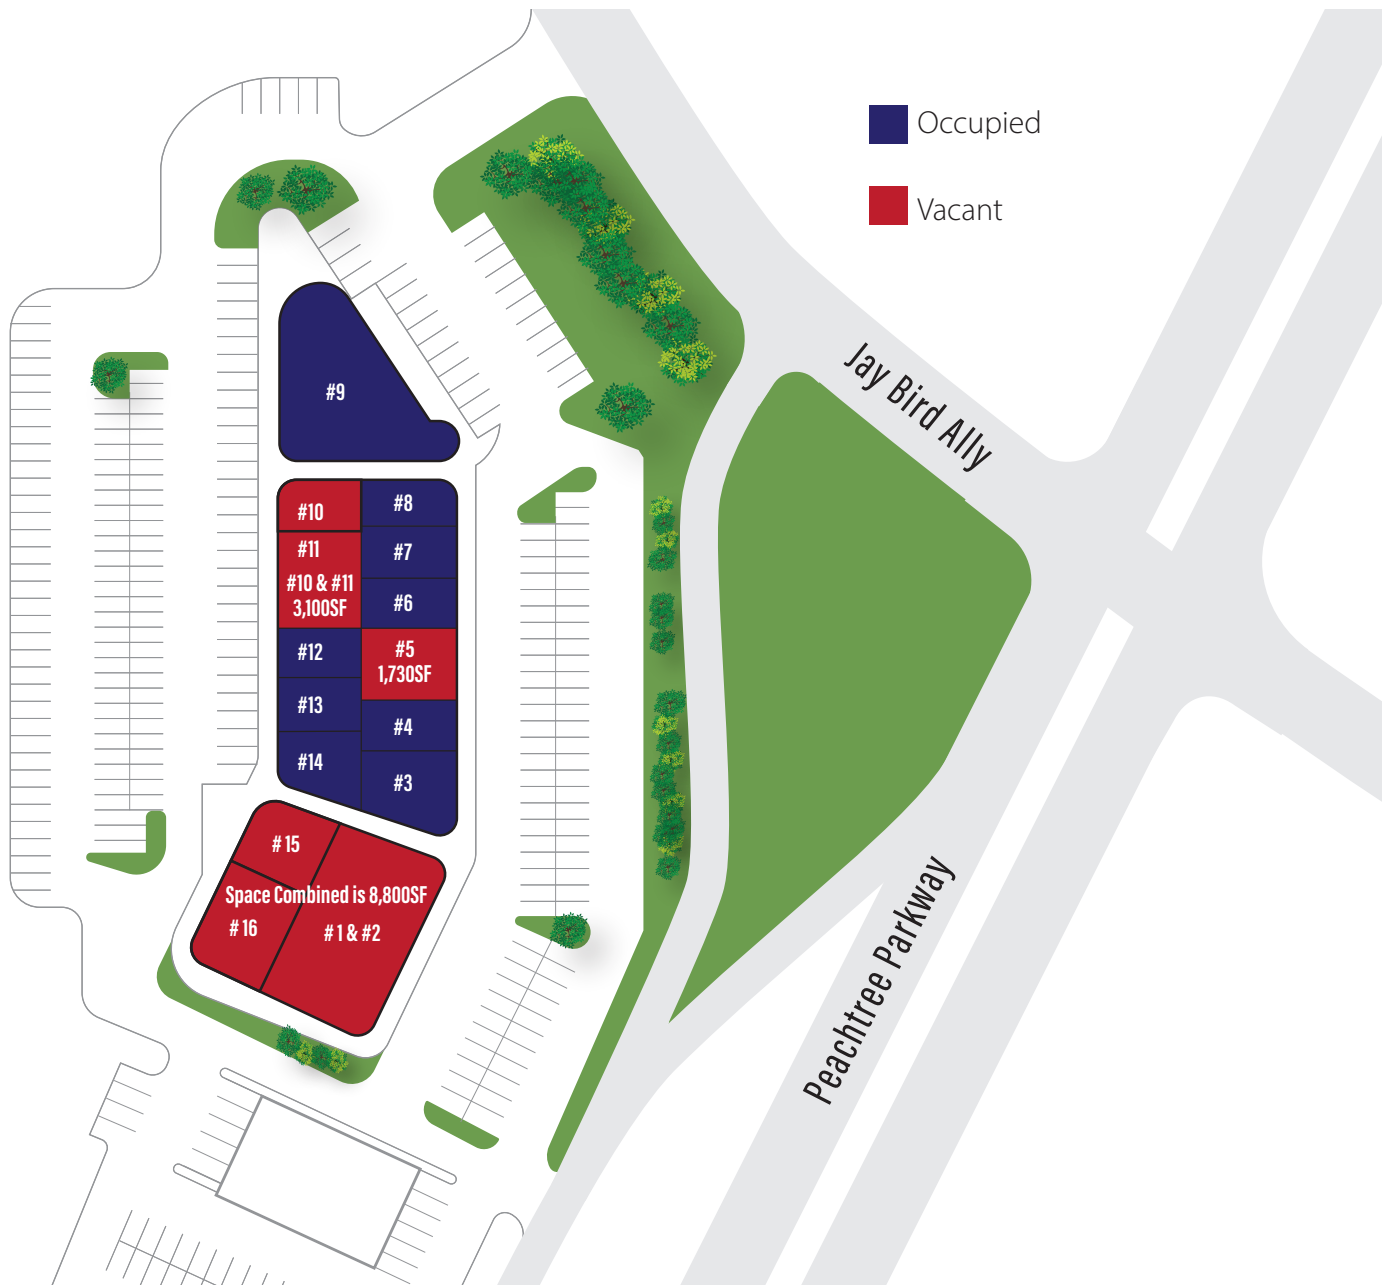 Occupied
Vacant
Jay Bird Ally
Peachtree Parkway
#9
#10
#8
#11
#7
#10 & #11
3,100SF
#6
#12
#5
1,730SF
#13
#4
#14
#3
# 15
Space Combined is 8,800SF
# 16
# 1 & #2